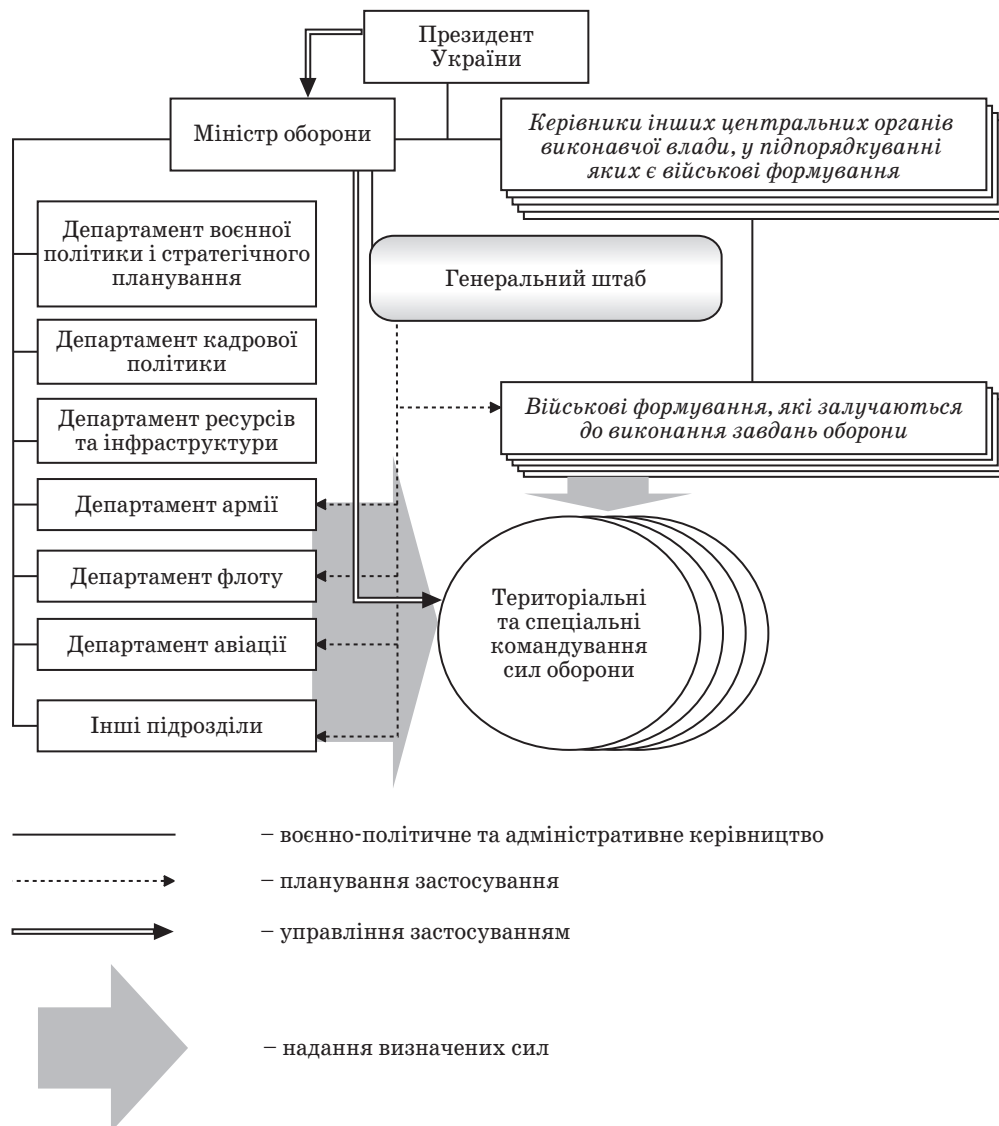 Президент
України
Міністр оборони
Керівники інших центральних органів
виконавчої влади, у підпорядкуванні
яких є військові формування
Департамент воєнної
політики і стратегічного
планування
Генеральний штаб
Департамент кадрової
політики
Департамент ресурсів
та інфраструктури
Військові формування, які залучаються
до виконання завдань оборони
Департамент армії
Департамент флоту
Департамент авіації
Інші підрозділи
Територіальні
та спеціальні
командування
сил оборони
– воєнно-політичне та адміністративне керівництво
– планування застосування
– управління застосуванням
– надання визначених сил